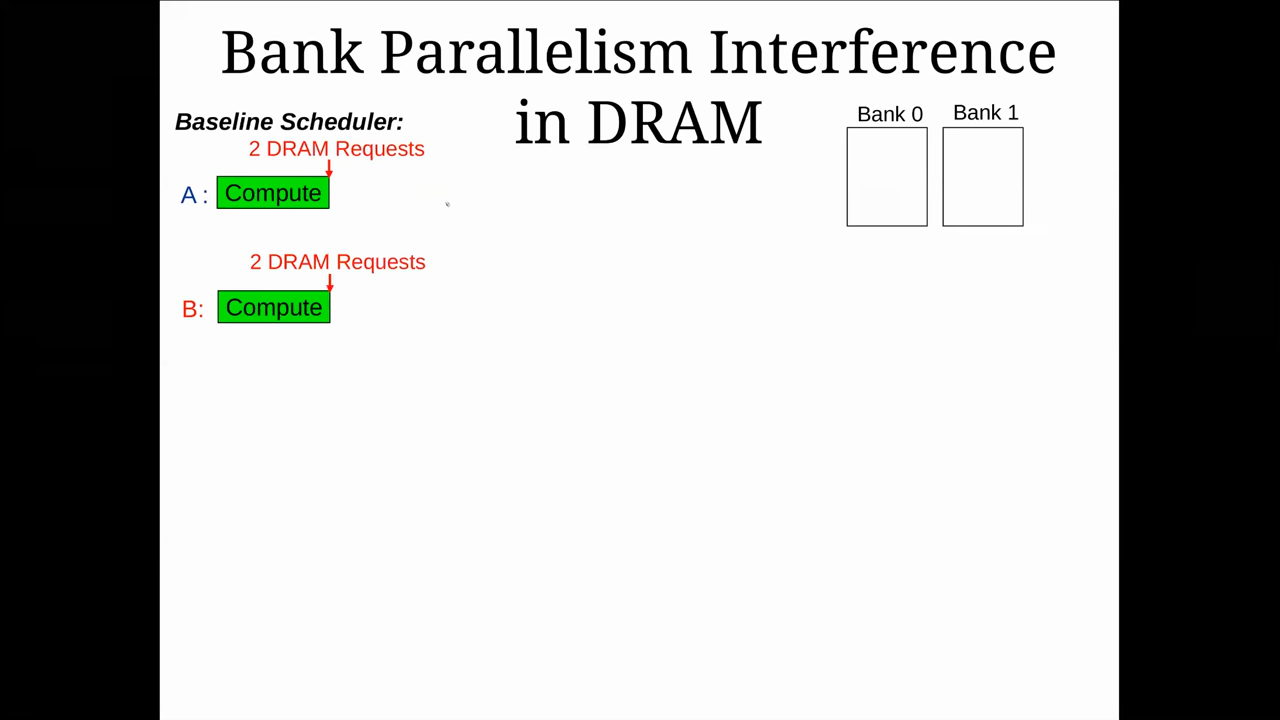 Bank Parallelism Interference
in DRAM
Baseline Scheduler:
2 DRAM Requests
A :
Compute
2 DRAM Requests
B:
Compute
Bank 0
Bank 1